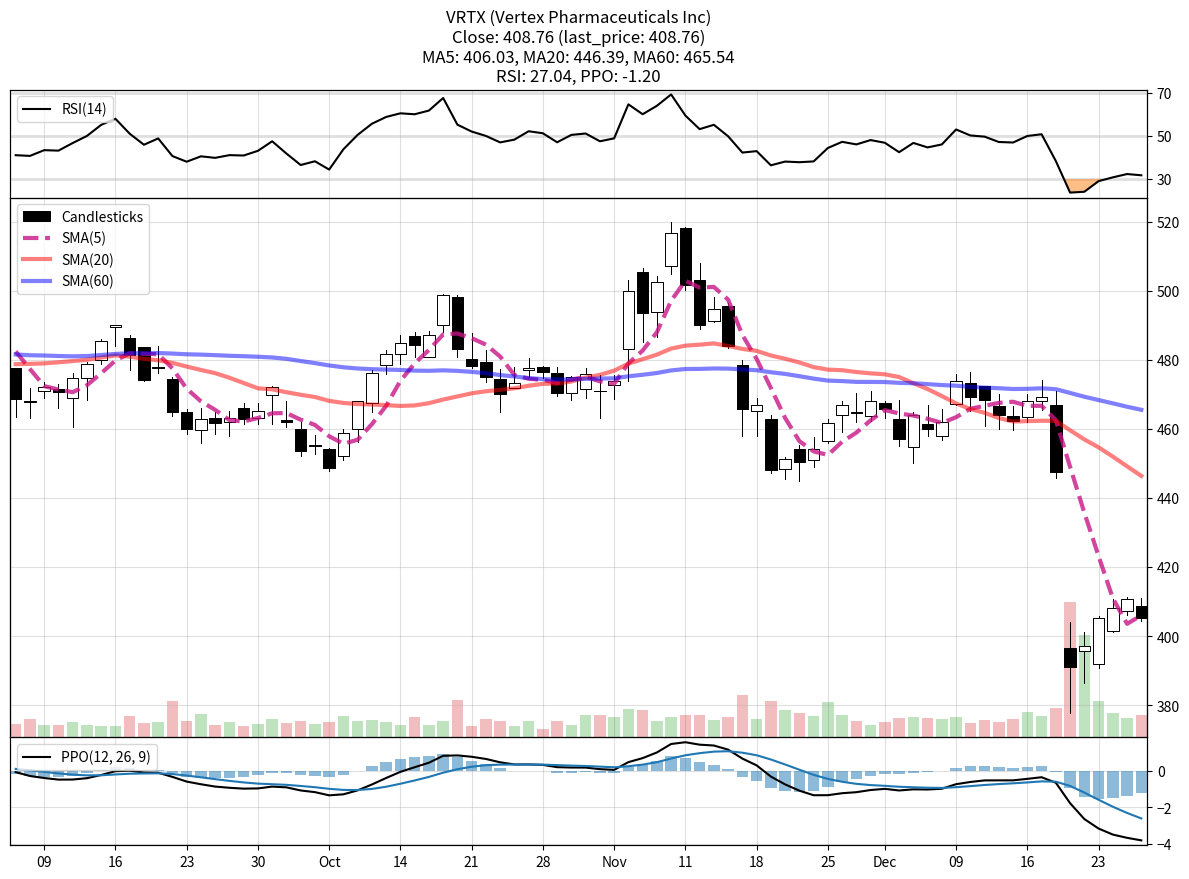 VRTX (Vertex Pharmaceuticals Inc)
Close: 408.76 (last_price: 408.76)
MA5: 406.03, MA20: 446.39, MA60: 465.54
RSI: 27.04, PPO: -1.20
RSI(14)
70
50
30
Candlesticks
SMA(5)
SMA(20)
SMA(60)
520
500
480
460
440
420
400
380
PPO(12, 26, 9)
0
−2
−4
09 16 23 30 Oct 14 21 28 Nov 11 18 25 Dec 09 16 23